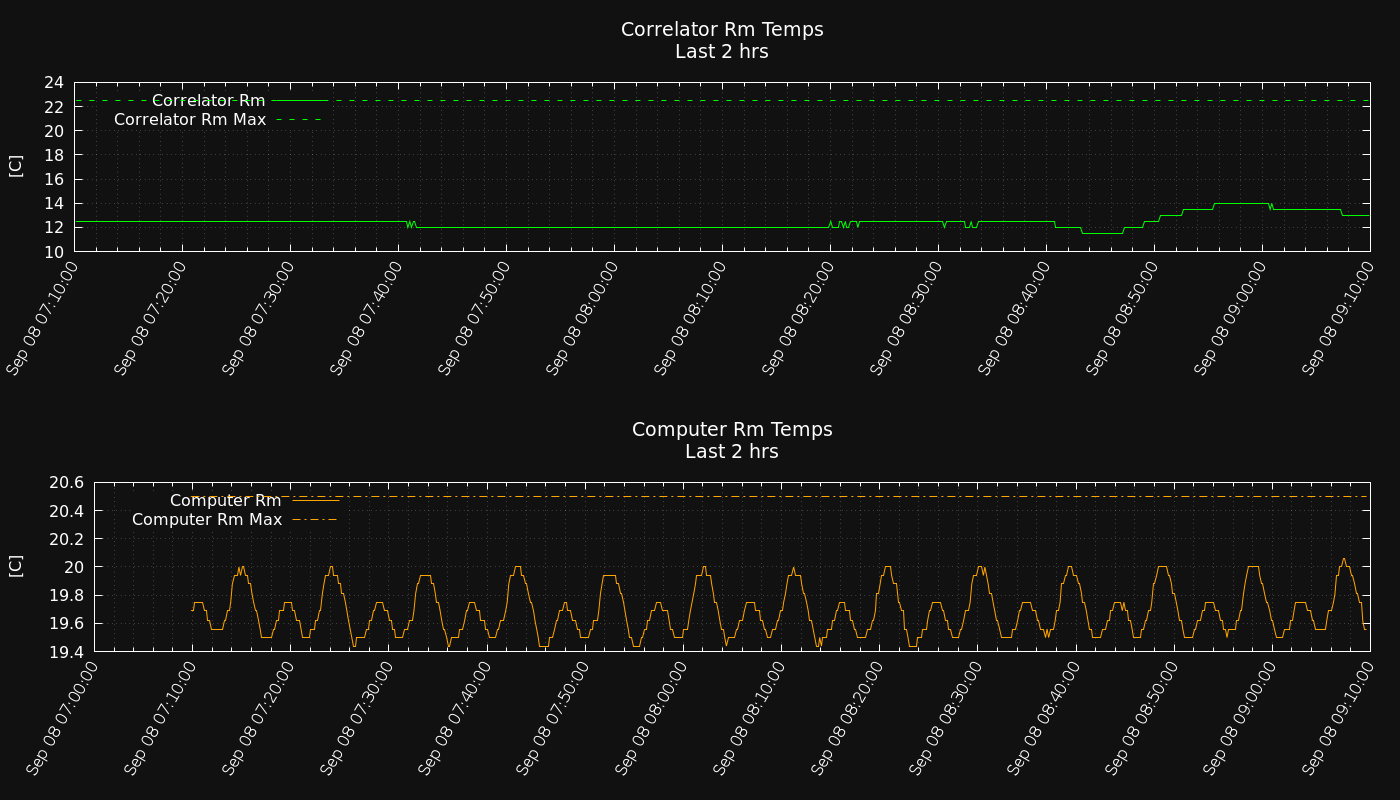 Correlator Rm Temps
Last 2 hrs
24
22
20
18
16
14
12
10
[C]
Correlator Rm
Correlator Rm Max
Sep 08 07:10:00
Sep 08 07:20:00
Sep 08 07:30:00
Sep 08 07:40:00
Sep 08 07:50:00
Sep 08 08:00:00
Sep 08 08:10:00
Sep 08 08:20:00
Sep 08 08:30:00
Sep 08 08:40:00
Sep 08 08:50:00
Sep 08 09:00:00
Sep 08 09:10:00
Computer Rm Temps
Last 2 hrs
20.6
20.4
20.2
20
19.8
19.6
19.4
[C]
Computer Rm
Computer Rm Max
Sep 08 07:00:00
Sep 08 07:10:00
Sep 08 07:20:00
Sep 08 07:30:00
Sep 08 07:40:00
Sep 08 07:50:00
Sep 08 08:00:00
Sep 08 08:10:00
Sep 08 08:20:00
Sep 08 08:30:00
Sep 08 08:40:00
Sep 08 08:50:00
Sep 08 09:00:00
Sep 08 09:10:00